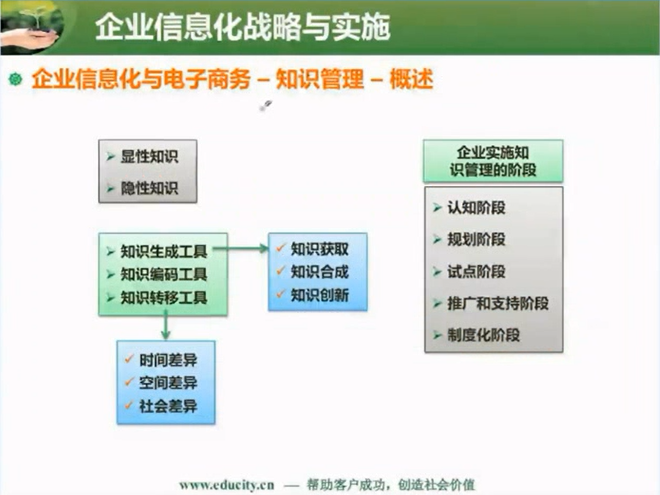 企业信息化战略与实施
企业信息化与电子商务 – 知识管理 – 概述
显性知识
隐性知识
知识生成工具
知识编码工具
知识转移工具
知识获取
知识合成
知识创新
时间差异
空间差异
社会差异
企业实施知
识管理的阶段
认知阶段
规划阶段
试点阶段
推广和支持阶段
制度化阶段
www.educity.cn — 帮助客户成功，创造社会价值